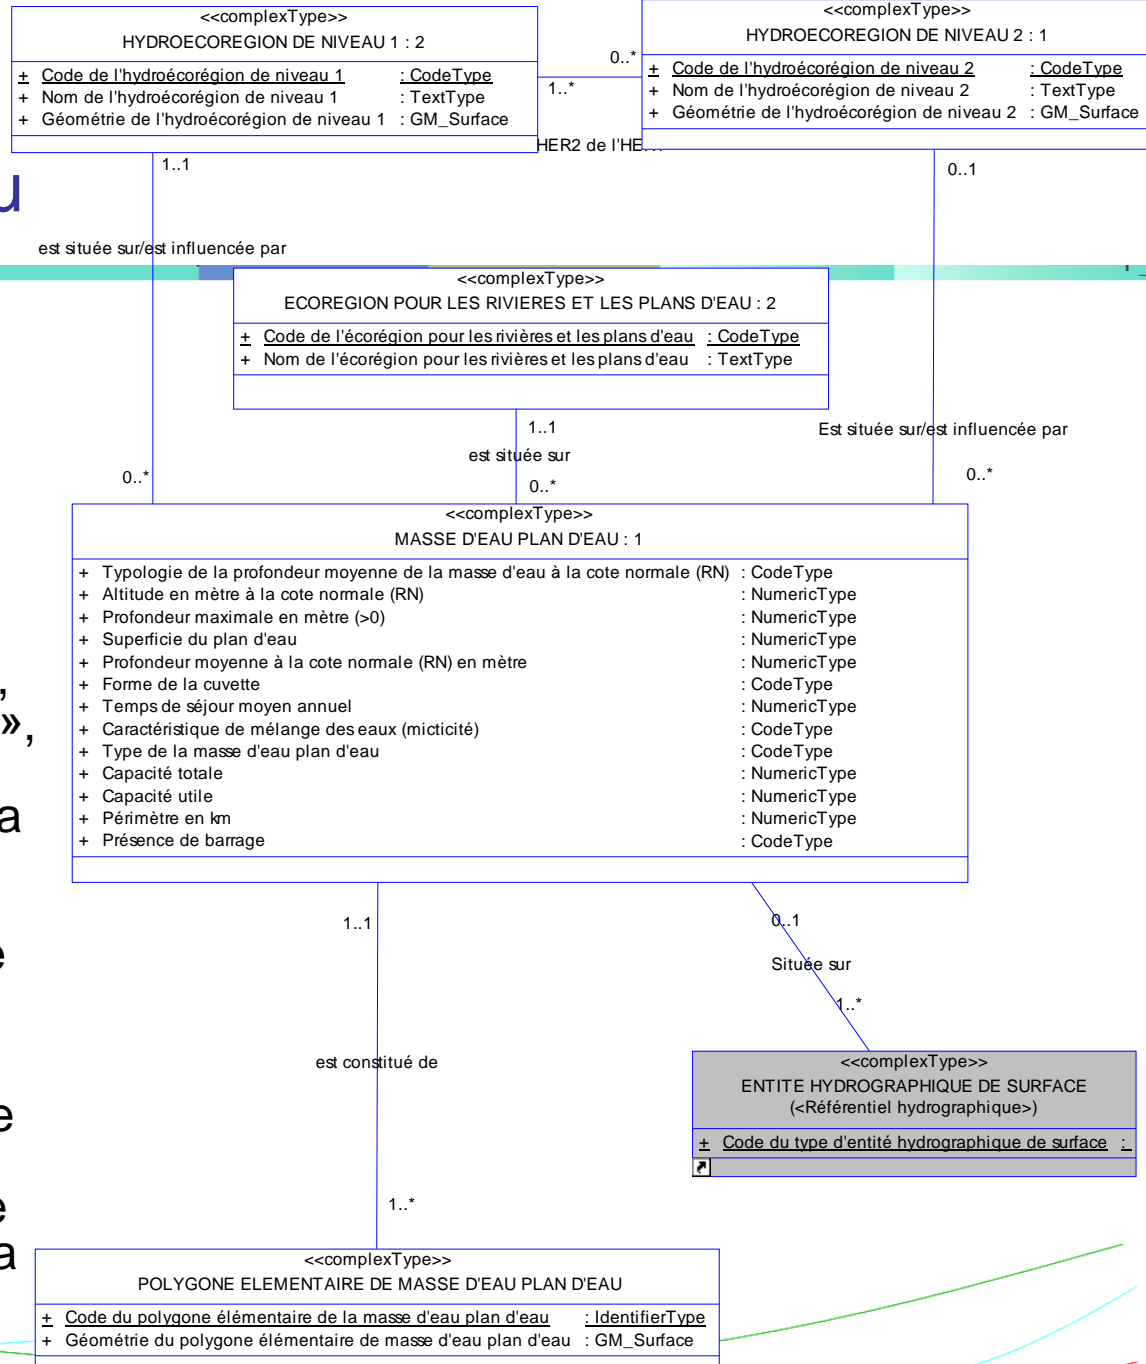 <<complexType>>
HYDROECOREGION DE NIVEAU 1 : 2
+ Code de l'hydroécorégion de niveau 1 : CodeType
+ Nom de l'hydroécorégion de niveau 1 : TextType
+ Géométrie de l'hydroécorégion de niveau 1 : GM_Surface
0..*
1..*
<<complexType>>
HYDROECOREGION DE NIVEAU 2 : 1
+ Code de l'hydroécorégion de niveau 2 : CodeType
+ Nom de l'hydroécorégion de niveau 2 : TextType
+ Géométrie de l'hydroécorégion de niveau 2 : GM_Surface
HER2 de l'HE
1..1
0..1
u
est située sur/est influencée par
<<complexType>>
ECOREGION POUR LES RIVIERES ET LES PLANS D'EAU : 2
+ Code de l'écorégion pour les rivières et les plans d'eau : CodeType
+ Nom de l'écorégion pour les rivières et les plans d'eau : TextType
1..1
est située sur
0..*
Est située sur/est influencée par
0..*
0..*
<<complexType>>
MASSE D'EAU PLAN D'EAU : 1
+ Typologie de la profondeur moyenne de la masse d'eau à la cote normale (RN) : CodeType
+ Altitude en mètre à la cote normale (RN) : NumericType
+ Profondeur maximale en mètre (>0) : NumericType
+ Superficie du plan d'eau : NumericType
+ Profondeur moyenne à la cote normale (RN) en mètre : NumericType
+ Forme de la cuvette : CodeType
+ Temps de séjour moyen annuel : NumericType
+ Caractéristique de mélange des eaux (micticité) : CodeType
+ Type de la masse d'eau plan d'eau : CodeType
+ Capacité totale : NumericType
+ Capacité utile : NumericType
+ Périmètre en km : NumericType
+ Présence de barrage : CodeType
,
»,
a
e
e
e
a
1..1
est constitué de
1..*
0..1
Située sur
1..*
<<complexType>>
ENTITE HYDROGRAPHIQUE DE SURFACE
(<Référentiel hydrographique>)
+ Code du type d'entité hydrographique de surface :
<<complexType>>
POLYGONE ELEMENTAIRE DE MASSE D'EAU PLAN D'EAU
+ Code du polygone élémentaire de la masse d'eau plan d'eau : IdentifierType
+ Géométrie du polygone élémentaire de masse d'eau plan d'eau : GM_Surface